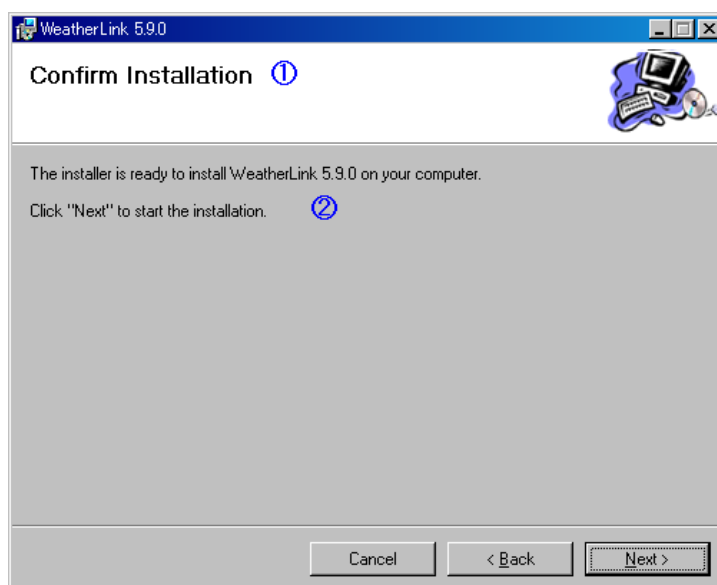 WeatherLink 5.9.0
Confirm Installation ①
The installer is ready to install WeatherLink 5.9.0 on your computer.
Click "Next" to start the installation. ②
Cancel < Back Next >